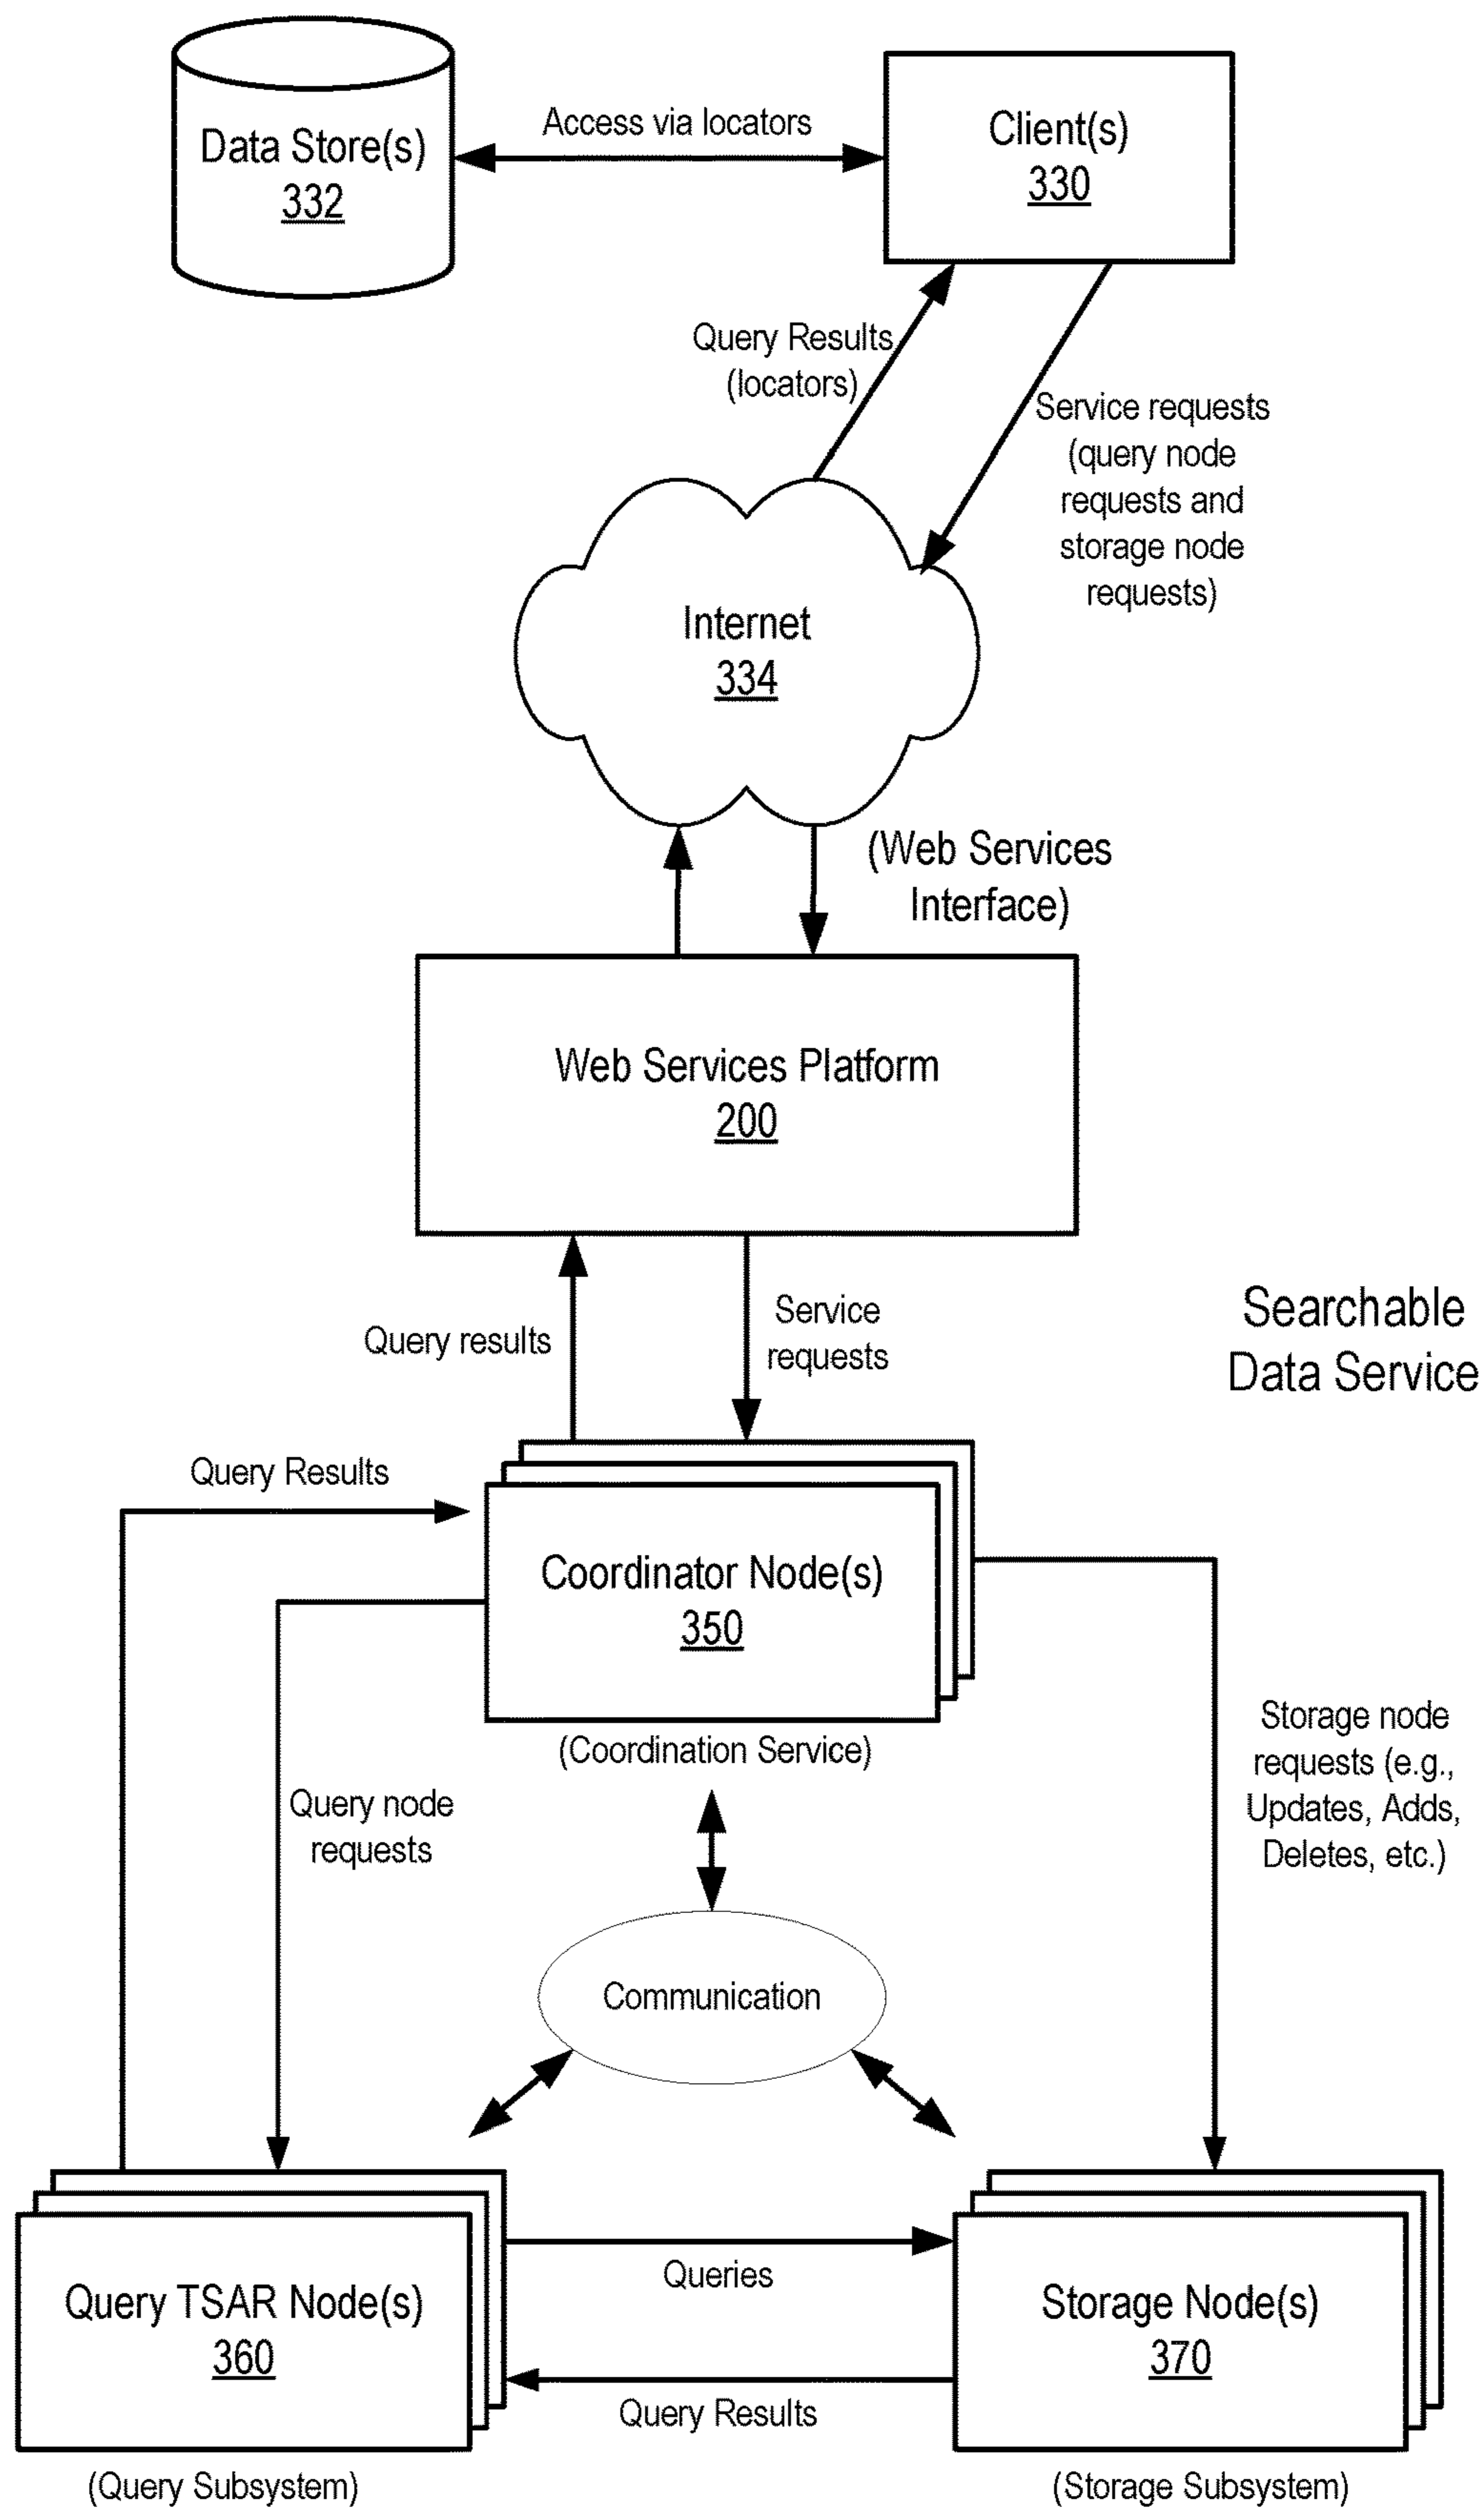 Data Store(s)
332
Access via locators
Client(s)
330
Query Results
(locators)
Service requests
(query node
requests and
storage node
requests)
Internet
334
(Web Services
Interface)
Web Services Platform
200
Query results
Service
requests
Searchable
Data Service
Query Results
Coordinator Node(s)
350
(Coordination Service)
Query node
requests
Storage node
requests (e.g.,
Updates, Adds,
Deletes, etc.)
Communication
Query TSAR Node(s)
360
(Query Subsystem)
Queries
Query Results
Storage Node(s)
370
(Storage Subsystem)